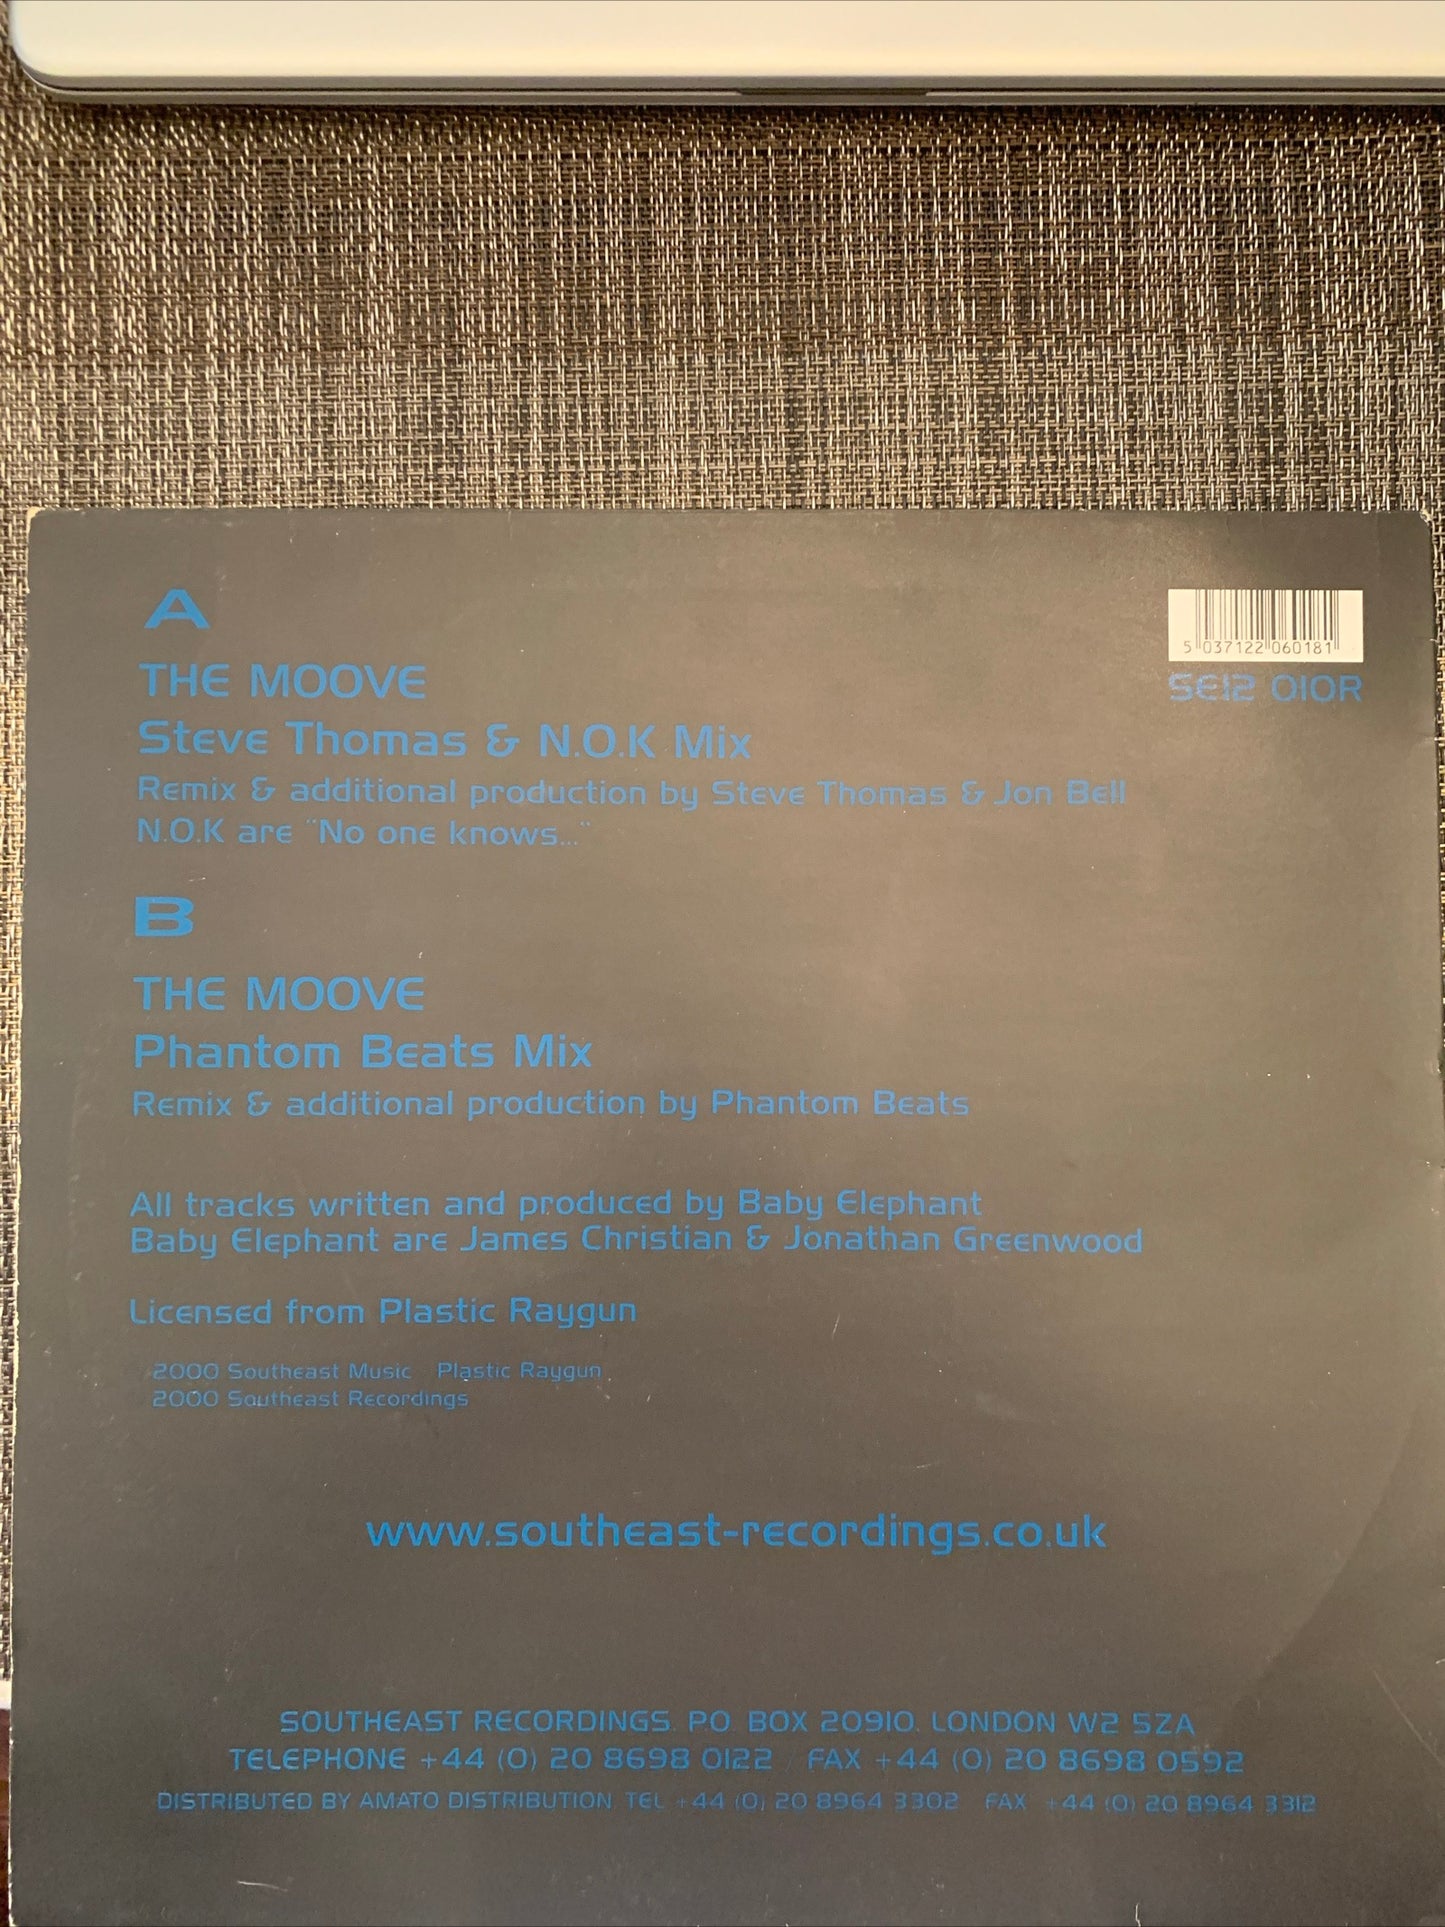 A
THE MOOVE
Steve Thomas & N.O.K Mix
Remix & additional production by Steve Thomas & Jon Bell
N.O.K are "No one knows..."
5 037122 060181
SE12 010R
B
THE MOOVE
Phantom Beats Mix
Remix & additional production by Phantom Beats
All tracks written and produced by Baby Elephant
Baby Elephant are James Christian & Jonathan Greenwood
Licensed from Plastic Raygun
2000 Southeast Music Plastic Raygun
2000 Southeast Recordings
www.southeast-recordings.co.uk
SOUTHEAST RECORDINGS. P.O. BOX 20910. LONDON W2 5ZA
TELEPHONE +44 (0) 20 8698 0122 / FAX +44 (0) 20 8698 0592
DISTRIBUTED BY AMATO DISTRIBUTION. TEL +44 (0) 20 8964 3302 FAX +44 (0) 20 8964 3312